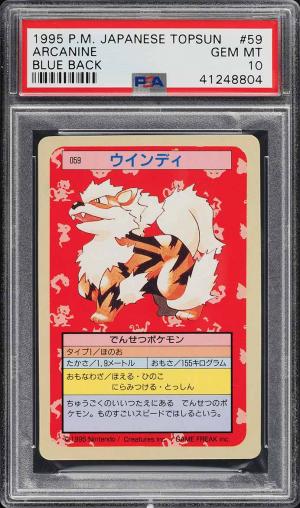 1995 P.M. JAPANESE TOPSUN #59
ARCANINE GEM MT
BLUE BACK 10
PSA 41248804
059 ウインディ
でんせつポケモン
タイプ1/ほのお
たかさ/1.9メートル おもさ/155キログラム
おもなわざ/ほえる・ひのこ
にらみつける・とっしん
ちゅうごくのいいつたえにある でんせつのポ
ケモン。ものすごいスピードではしるという。
©1995 Nintendo / Creatures inc. / GAME FREAK inc.